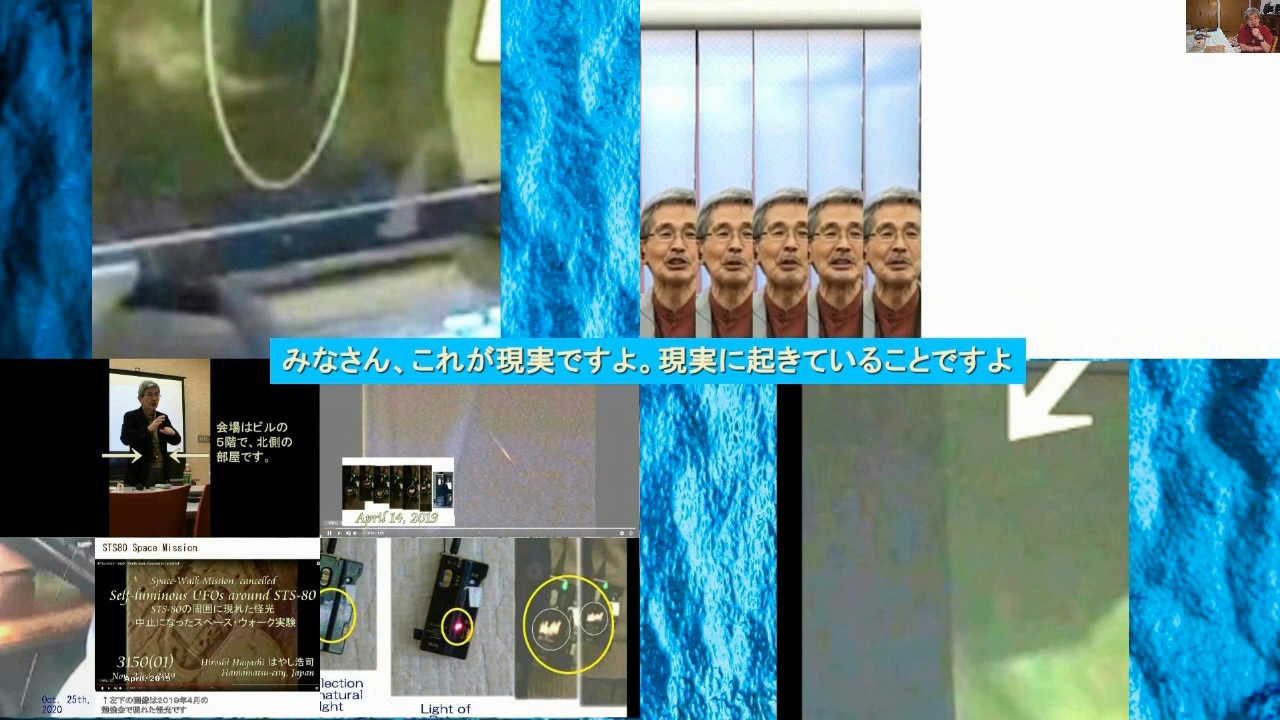 みなさん、これが現実ですよ。現実に起きていることですよ
会場はビルの
5階で、北側の
部屋です。
April 14, 2019
STS80 Space Mission
Space-Walk Mission, cancelled
Self-luminous UFOs around STS-80
STS-80の周囲に現れた怪光
中止になったスペース・ウォーク実験
3150(01)
Hiroshi Hayashi はやし浩司
Hamamatsu-city, Japan
April 2019
Oct. 25th,
2020
↑左下の画像は2019年4月の
勉強会で現れた怪光です
lection
natural
ght
Light of